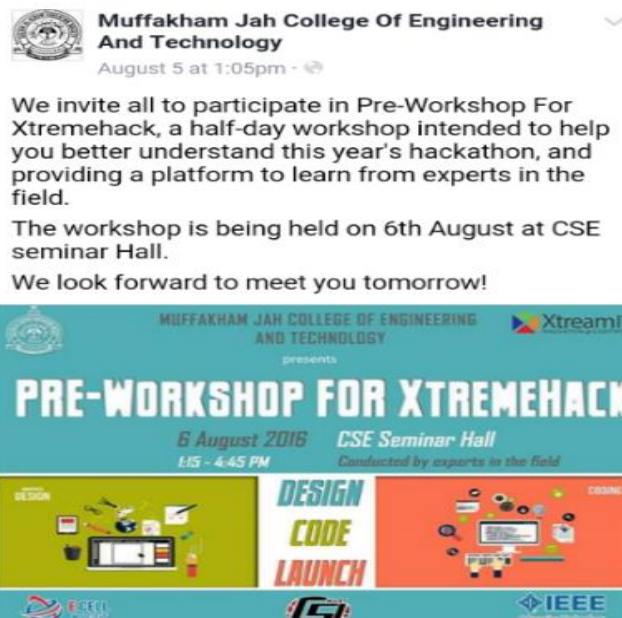 Muffakham Jah College Of Engineering
And Technology
August 5 at 1:05pm ·
We invite all to participate in Pre-Workshop For
Xtremehack, a half-day workshop intended to help
you better understand this year's hackathon, and
providing a platform to learn from experts in the
field.
The workshop is being held on 6th August at CSE
seminar Hall.
We look forward to meet you tomorrow!
MUFFAKHAM JAH COLLEGE OF ENGINEERING
AND TECHNOLOGY
presents
XtreamI
PRE-WORKSHOP FOR XTREMEHACK
6 August 2016 CSE Seminar Hall
1:15 - 4:45 PM Conducted by experts in the field
DESIGN
DESIGN
CODE
LAUNCH
CODING
E CELL
CSI
IEEE